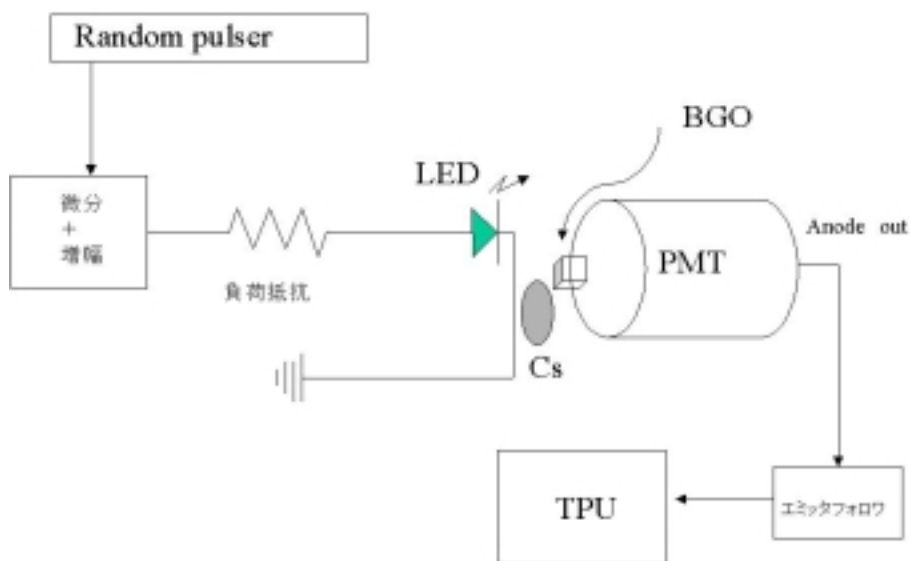 Random pulser
BGO
LED
微分
+
増幅
Anode out
PMT
負荷抵抗
Cs
TPU
エミッタフォロワ